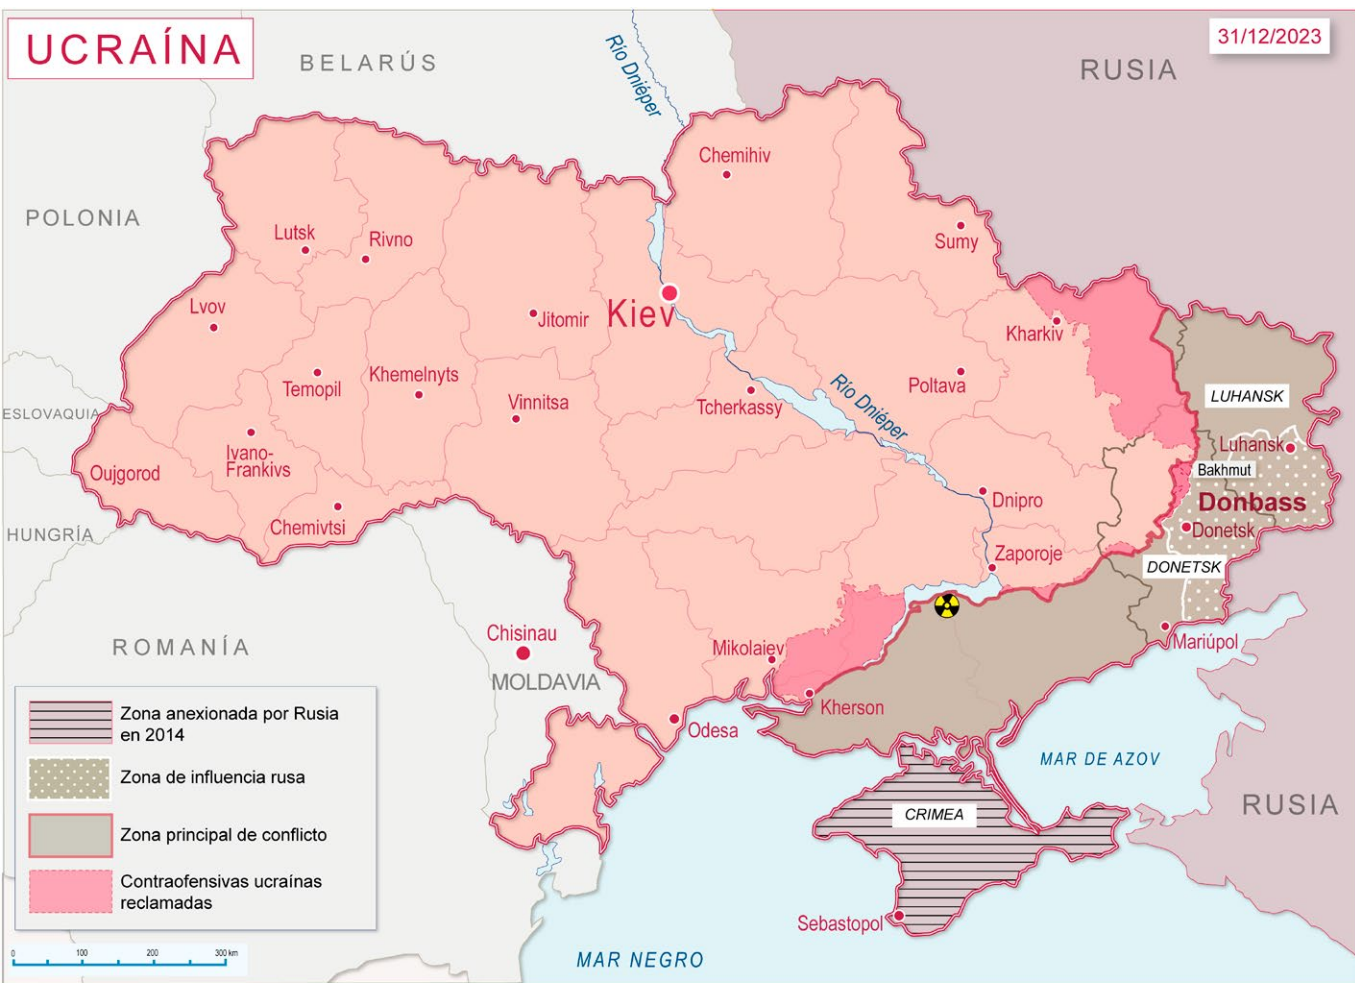 UCRAÍNA
31/12/2023
BELARÚS
Río Dniéper
RUSIA
Chemihiv
POLONIA
Lutsk
Rivno
Sumy
Lvov
Jitomir
Kiev
Kharkiv
Temopil
Khemelnyts
Vinnitsa
Tcherkassy
Río Dniéper
Poltava
LUHANSK
ESLOVAQUIA
Ivano-
Frankivs
Oujgorod
Luhansk
Bakhmut
Donbass
Dnipro
Chemivtsi
HUNGRÍA
Donetsk
Zaporoje
DONETSK
ROMANÍA
Chisinau
MOLDAVIA
Mikolaiev
Mariúpol
Kherson
Odesa
MAR DE AZOV
RUSIA
CRIMEA
Sebastopol
MAR NEGRO
Zona anexionada por Rusia
en 2014
Zona de influencia rusa
Zona principal de conflicto
Contraofensivas ucraínas
reclamadas
0 100 200 300 km